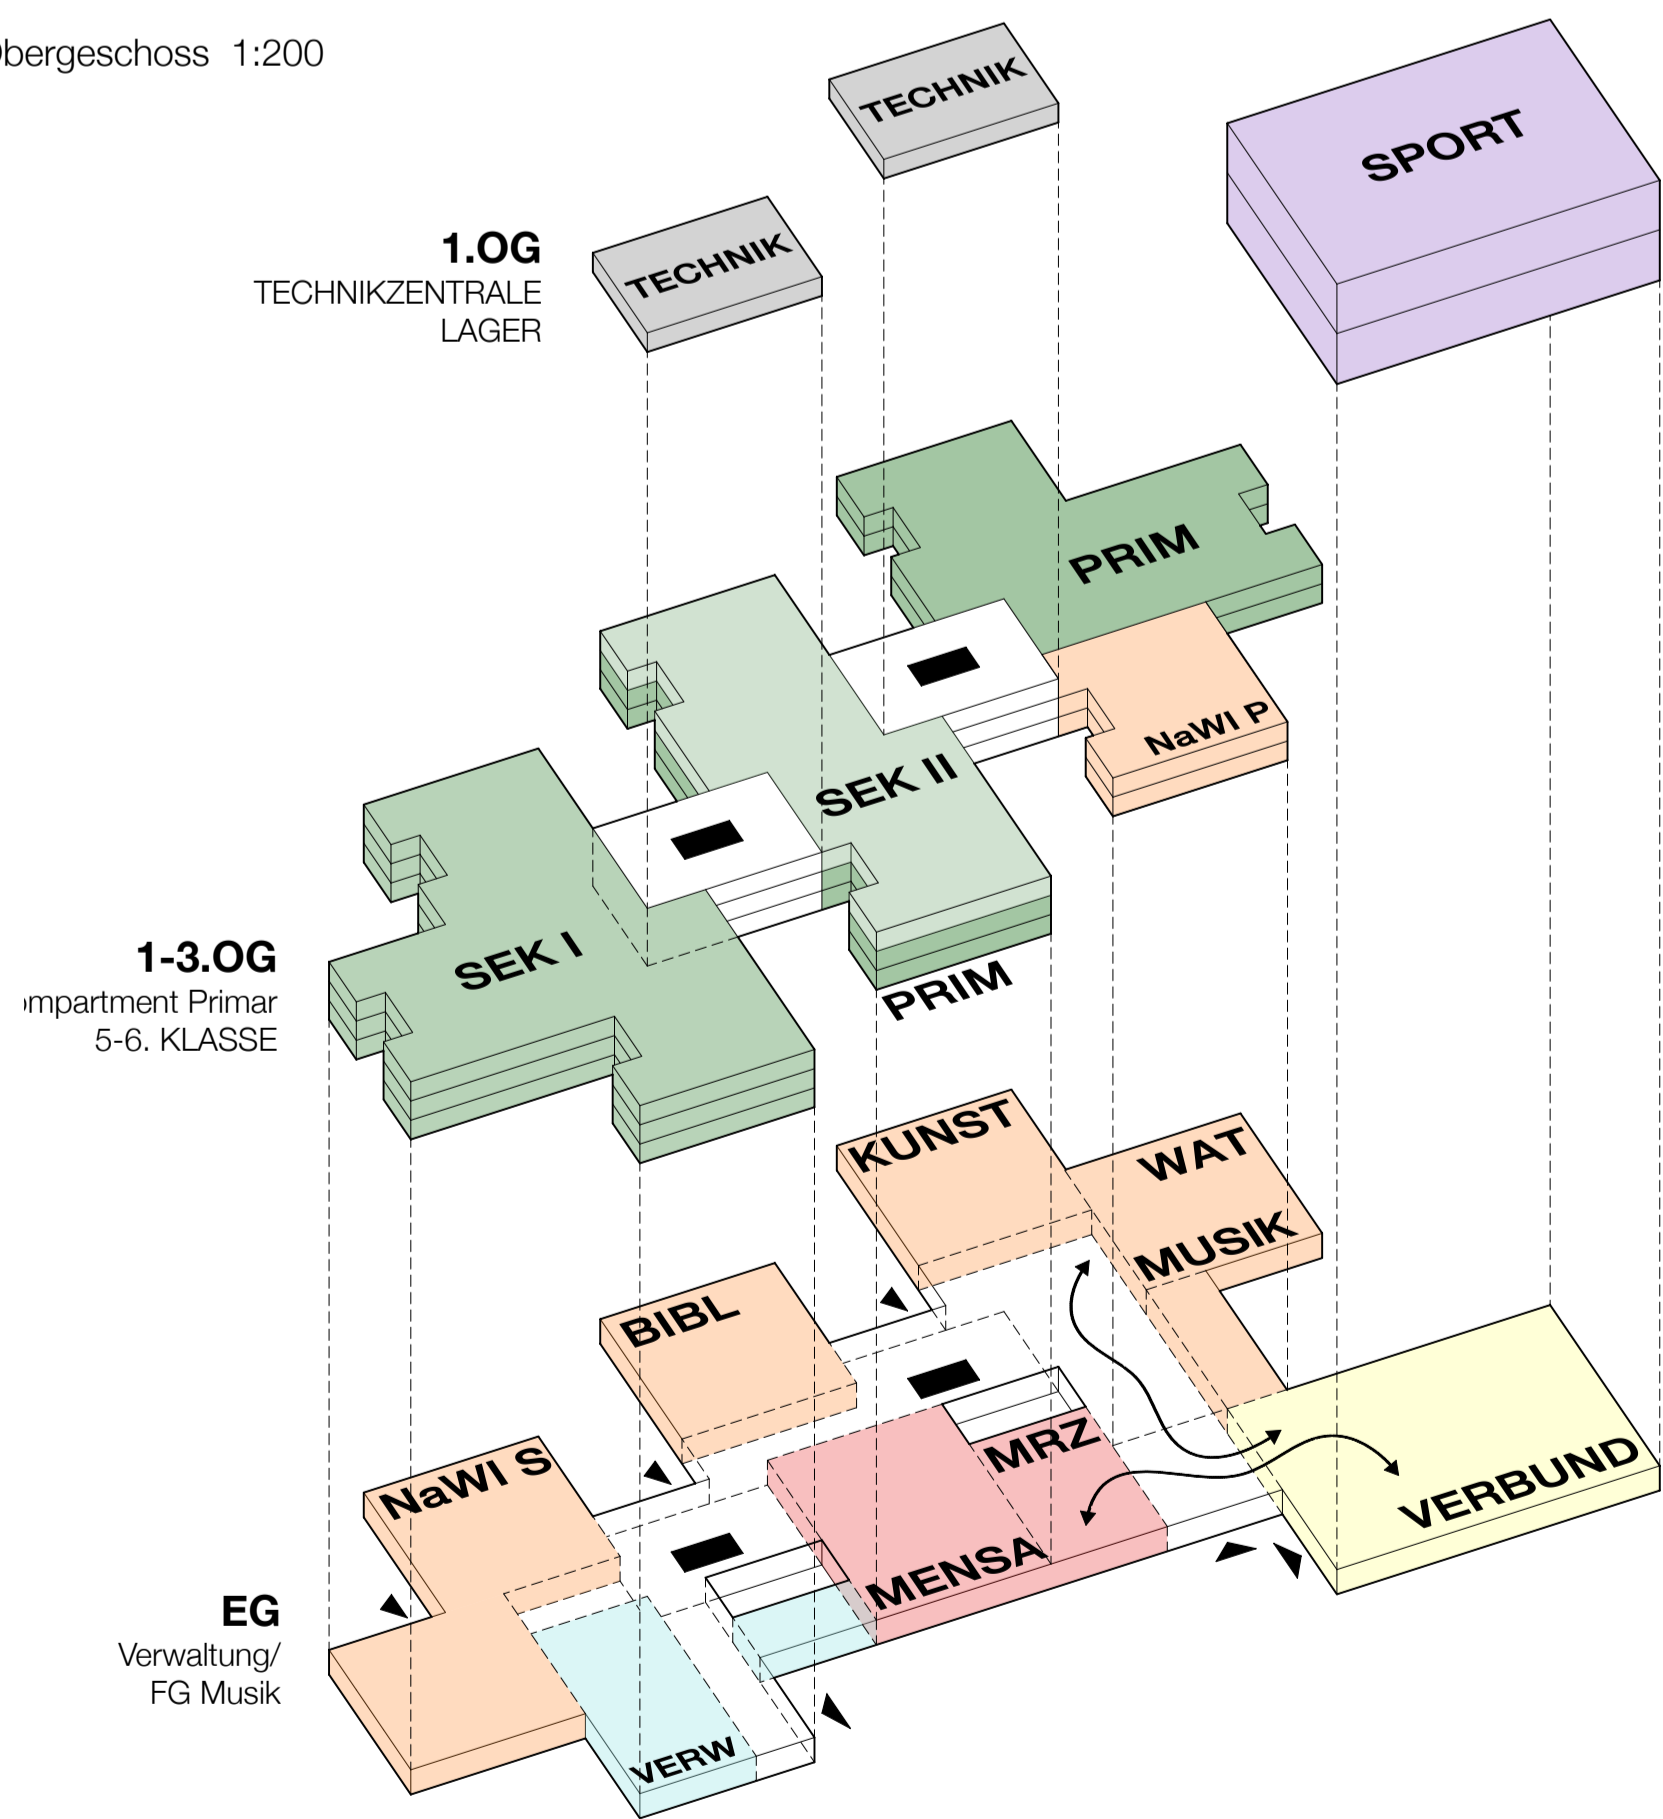 bergeschoss 1:200
TECHNIK
SPORT
TECHNIK
1.OG
TECHNIKZENTRALE
LAGER
PRIM
NaWI P
SEK II
SEK I
PRIM
1-3.OG
mpartment Primar
5-6. KLASSE
KUNST
WAT
MUSIK
BIBL
MRZ
NaWI S
VERBUND
MENSA
EG
Verwaltung/
FG Musik
VERW